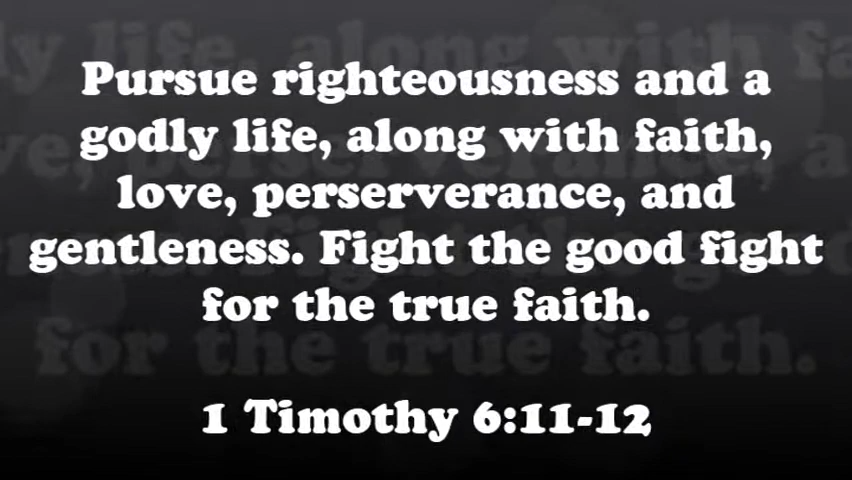 Pursue righteousness and a
godly life, along with faith,
love, perserverance, and
gentleness. Fight the good fight
for the true faith.
1 Timothy 6:11-12